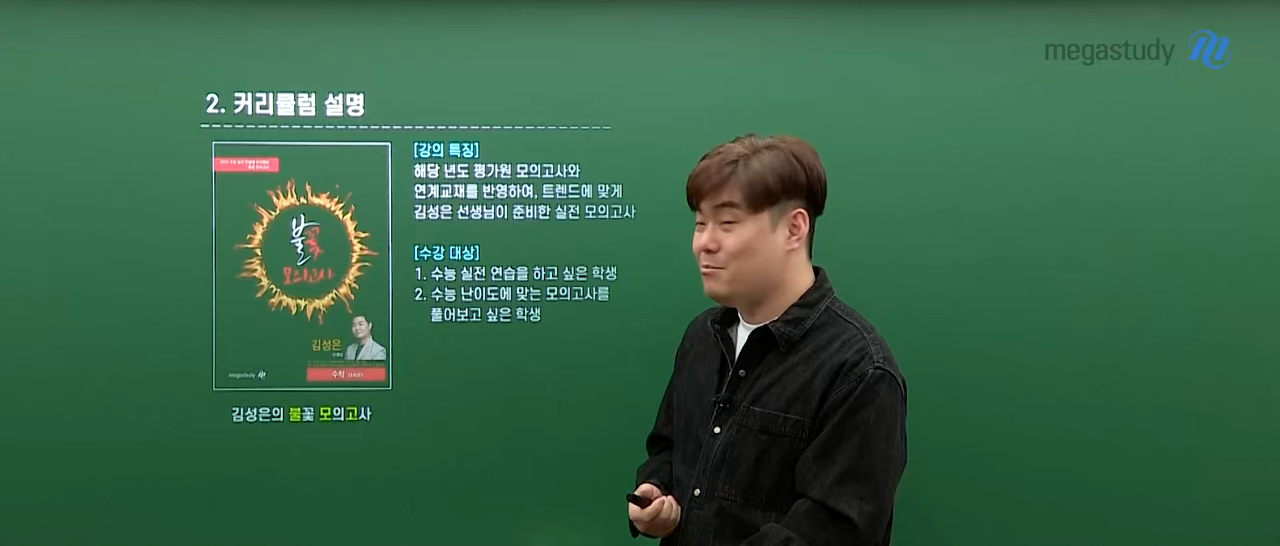 megastudy
2. 커리큘럼 설명
[강의 특징]
해당 년도 평가원 모의고사와
연계교재를 반영하여, 트렌드에 맞게
김성은 선생님이 준비한 실전 모의고사
[수강 대상]
1. 수능 실전 연습을 하고 싶은 학생
2. 수능 난이도에 맞는 모의고사를
풀어보고 싶은 학생
불꽃
모의고사
김성은
megastudy
수학
김성은의 불꽃 모의고사